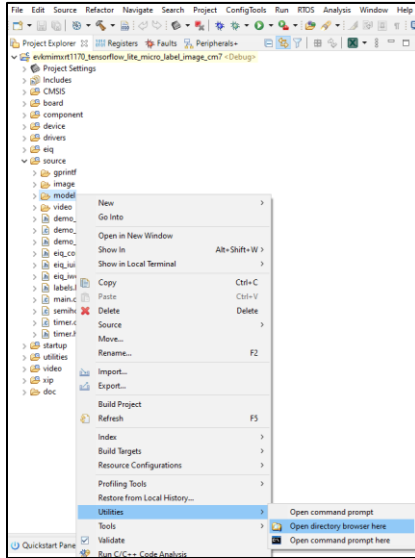 File Edit Source Refactor Navigate Search Project ConfigTools Run RTOS Analysis Window Help
Project Explorer Registers Faults Peripherals+
evkmimxrt1170_tensorflow_lite_micro_label_image_cm7 <Debug>
Project Settings
Includes
CMSIS
board
component
device
drivers
eiq
source
gprintf
image
model
video
demo_
demo_
demo_
eiq_co
eiq_iui
labels.l
main.c
semiho
timer.c
timer.h
startup
utilities
video
xip
doc
New
Go Into
Open in New Window
Show In Alt+Shift+W
Show in Local Terminal
Copy Ctrl+C
Paste Ctrl+V
Delete Delete
Source
Move...
Rename... F2
Import...
Export...
Build Project
Refresh F5
Index
Build Targets
Resource Configurations
Profiling Tools
Restore from Local History...
Utilities
Tools
Validate
Run C/C++ Code Analysis
Open command prompt
Open directory browser here
Open command prompt here
Quickstart Pane